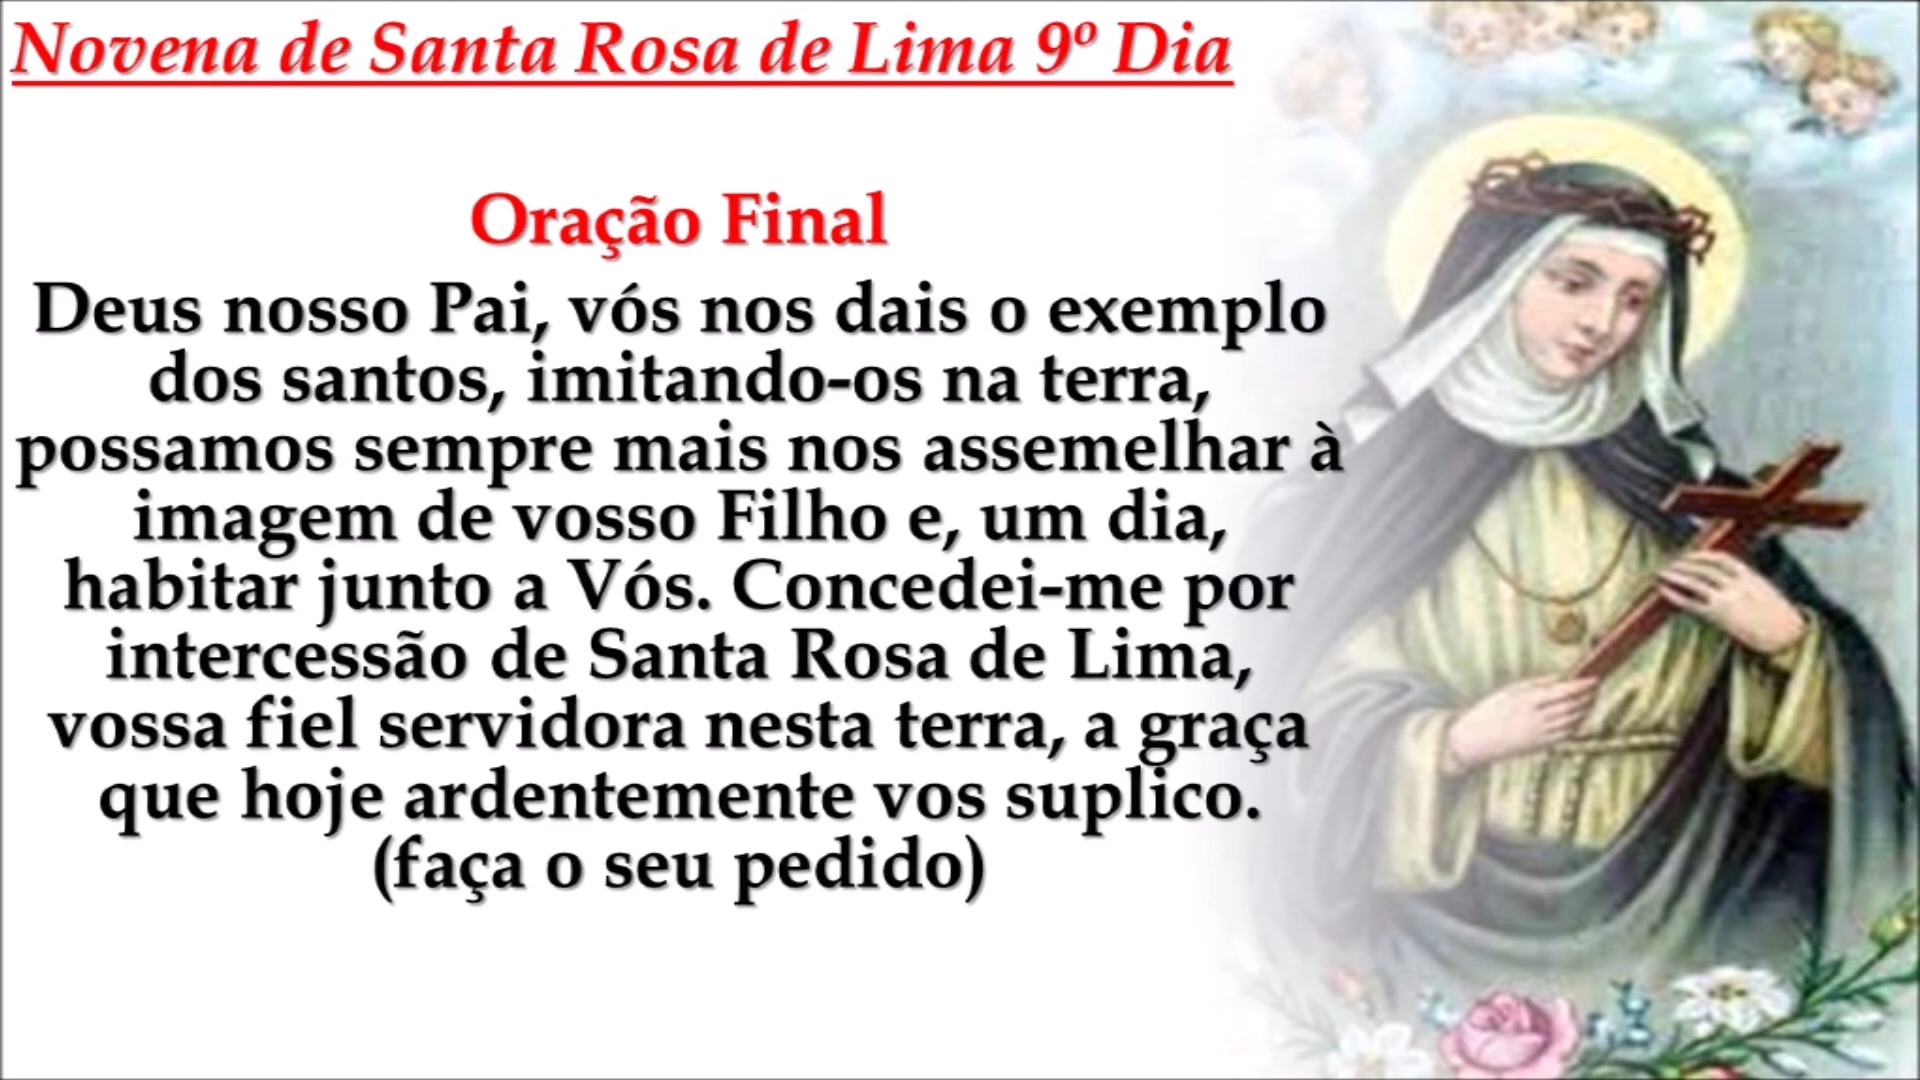 Novena de Santa Rosa de Lima 9º Dia
Oração Final
Deus nosso Pai, vós nos dais o exemplo
dos santos, imitando-os na terra,
possamos sempre mais nos assemelhar à
imagem de vosso Filho e, um dia,
habitar junto a Vós. Concedei-me por
intercessão de Santa Rosa de Lima,
vossa fiel servidora nesta terra, a graça
que hoje ardentemente vos suplico.
(faça o seu pedido)